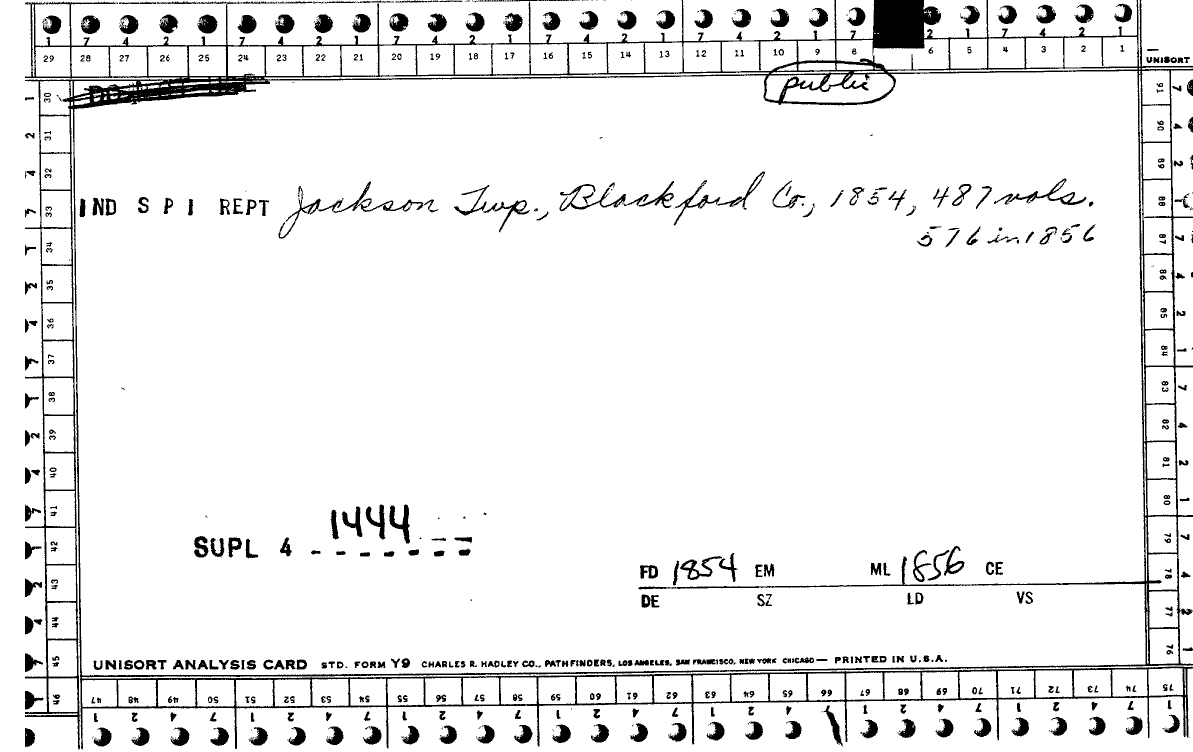 1 7 4 2 1 7 4 2 1 7 4 2 1 7 4 2 1 7 4 2 1 7 2 1 7 4 2 1
29 28 27 26 25 24 23 22 21 20 19 18 17 16 15 14 13 12 11 10 9 8 6 5 4 3 2 1
UNISORT
public
IND S P I REPT Jackson Twp., Blackford Co., 1854, 487 vols.
576 in 1856
1444
SUPL 4 - - - - - - -
FD 1854 EM ML 1856 CE
DE SZ LD VS
UNISORT ANALYSIS CARD STD. FORM Y9 CHARLES R. HADLEY CO., PATHFINDERS, LOS ANGELES, SAN FRANCISCO, NEW YORK CHICAGO — PRINTED IN U.S.A.
30 31 32 33 34 35 36 37 38 39 40 41 42 43 44 45 46
91 90 89 88 87 86 85 84 83 82 81 80 79 78 77 76
47 48 49 50 51 52 53 54 55 56 57 58 59 60 61 62 63 64 65 66 67 68 69 70 71 72 73 74 75